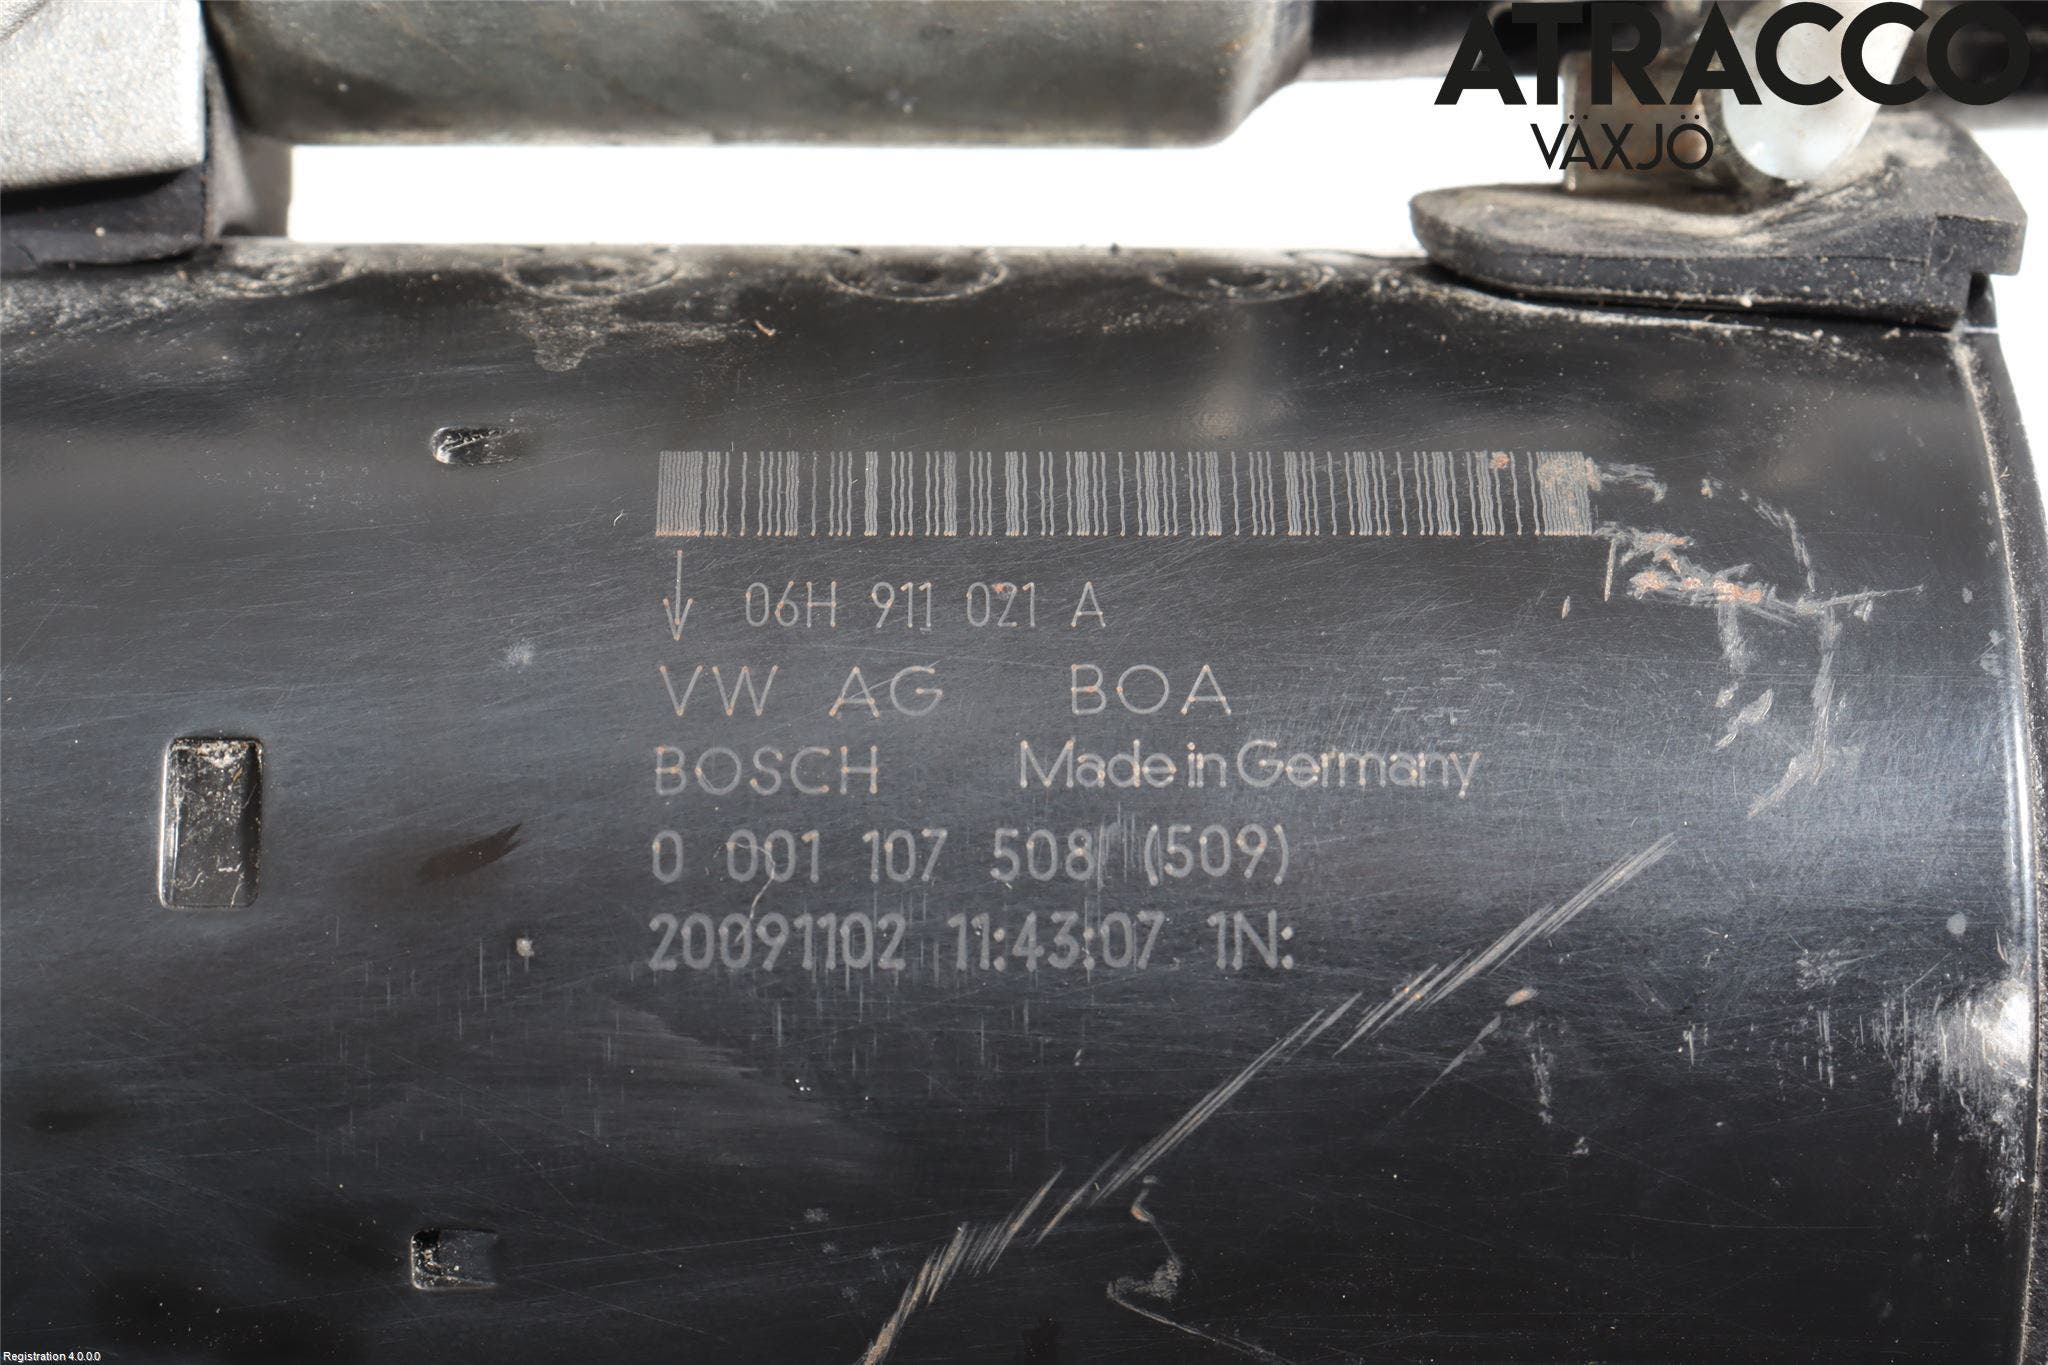 ATRACCO
VÄXJÖ
06H 911 021 A
VW AG BOA
BOSCH Made in Germany
0 001 107 508 (509)
20091102 11:43:07 1N:
Registration 4.0.0.0